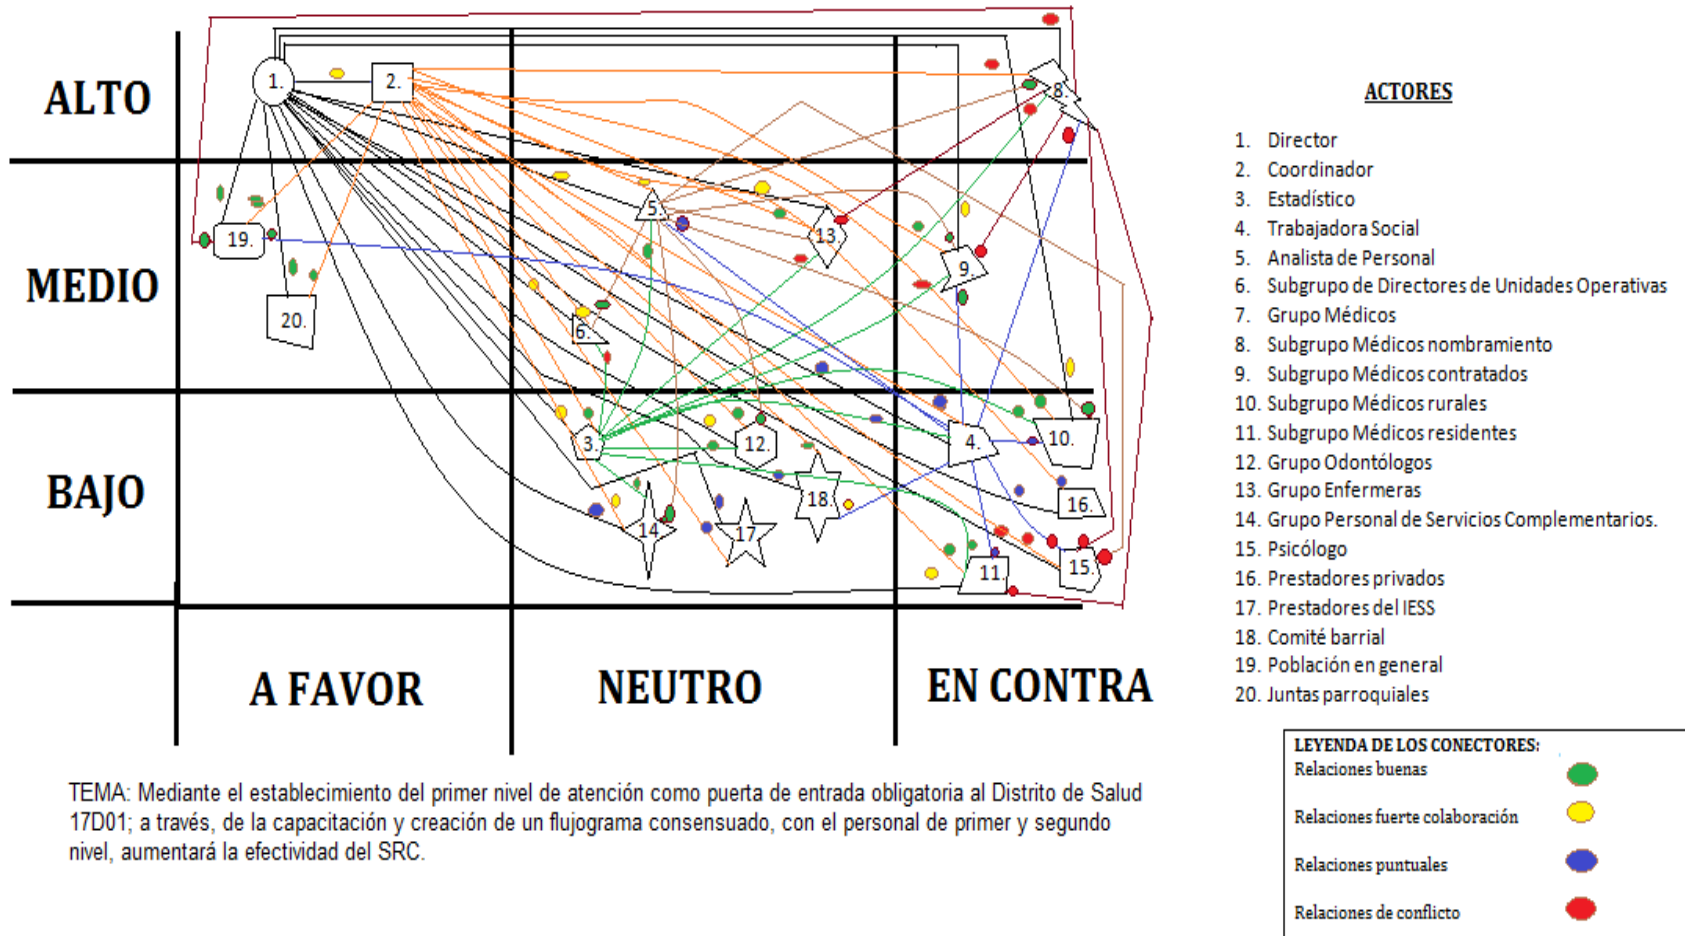 ALTO
MEDIO
BAJO
A FAVOR
NEUTRO
EN CONTRA
1.
2.
8.
5.
13.
19.
9.
20.
6.
3.
12.
4.
10.
18.
16.
14
17
11.
15.
ACTORES
1. Director
2. Coordinador
3. Estadístico
4. Trabajadora Social
5. Analista de Personal
6. Subgrupo de Directores de Unidades Operativas
7. Grupo Médicos
8. Subgrupo Médicos nombramiento
9. Subgrupo Médicos contratados
10. Subgrupo Médicos rurales
11. Subgrupo Médicos residentes
12. Grupo Odontólogos
13. Grupo Enfermeras
14. Grupo Personal de Servicios Complementarios.
15. Psicólogo
16. Prestadores privados
17. Prestadores del IESS
18. Comité barrial
19. Población en general
20. Juntas parroquiales
LEYENDA DE LOS CONECTORES:
Relaciones buenas
Relaciones fuerte colaboración
Relaciones puntuales
Relaciones de conflicto
TEMA: Mediante el establecimiento del primer nivel de atención como puerta de entrada obligatoria al Distrito de Salud
17D01; a través, de la capacitación y creación de un flujograma consensuado, con el personal de primer y segundo
nivel, aumentará la efectividad del SRC.